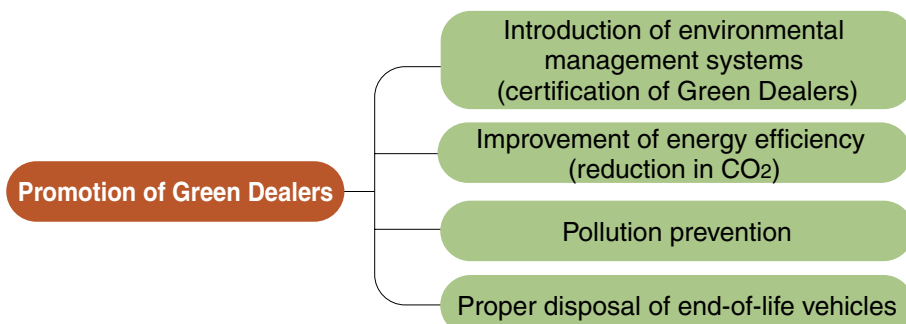 Introduction of environmental
management systems
(certification of Green Dealers)
Improvement of energy efficiency
(reduction in CO2)
Promotion of Green Dealers
Pollution prevention
Proper disposal of end-of-life vehicles